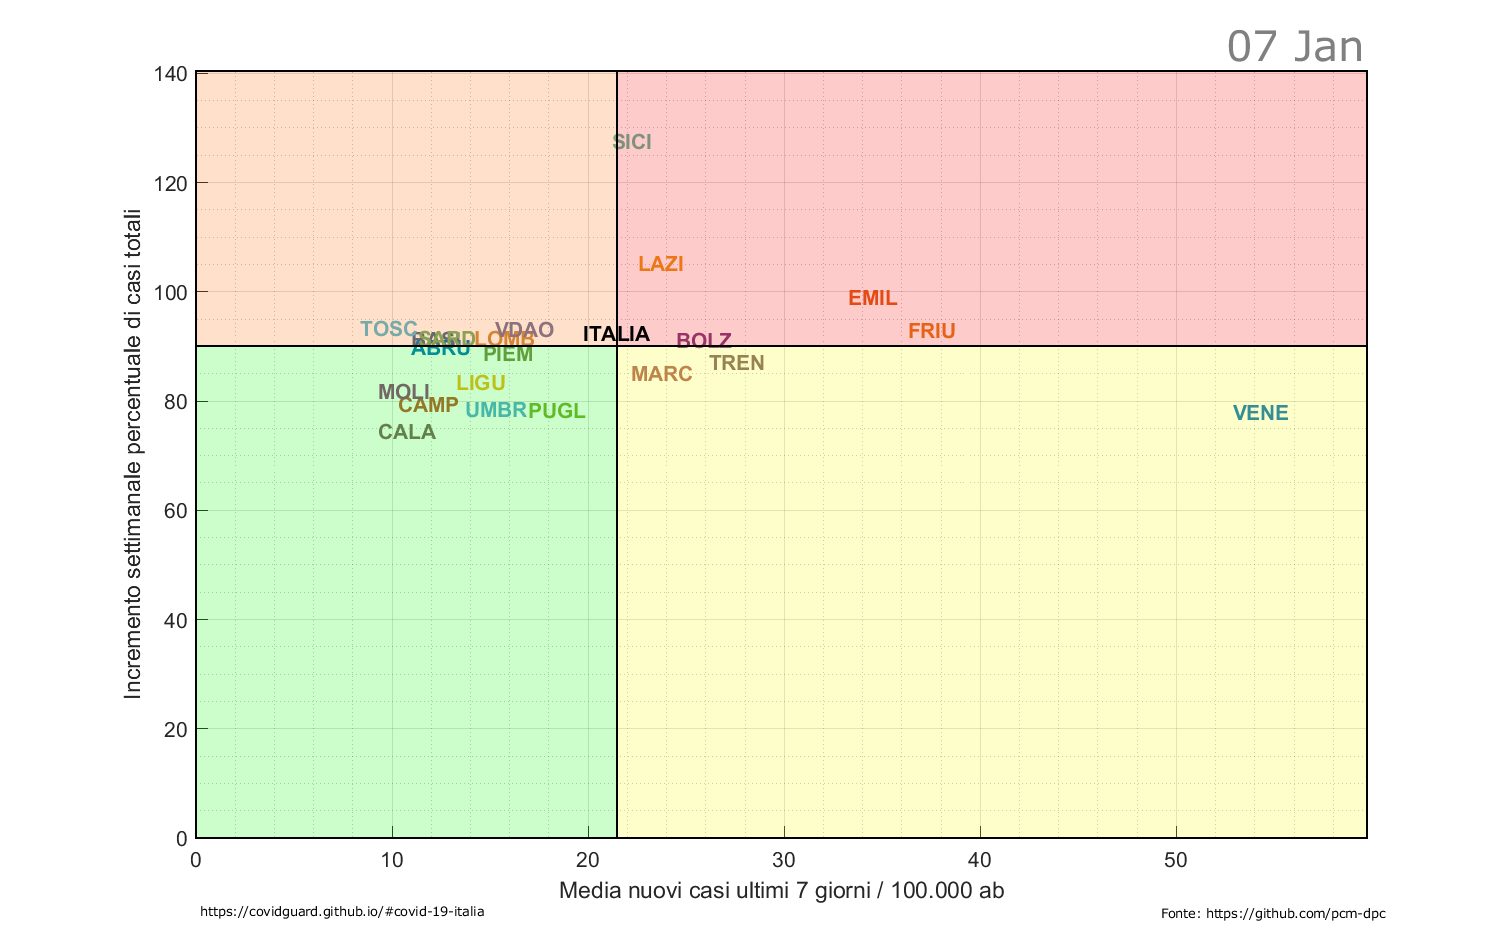 07 Jan
140
120
100
80
60
40
20
0
Incremento settimanale percentuale di casi totali
SICI
LAZI
EMIL
FRIU
TOSC
VDAO
ITALIA
BAS
SARD
LOMB
BOLZ
ABRU
PIEM
TREN
MARC
LIGU
MOLI
CAMP
UMBR
PUGL
VENE
CALA
0 10 20 30 40 50
Media nuovi casi ultimi 7 giorni / 100.000 ab
https://covidguard.github.io/#covid-19-italia
Fonte: https://github.com/pcm-dpc